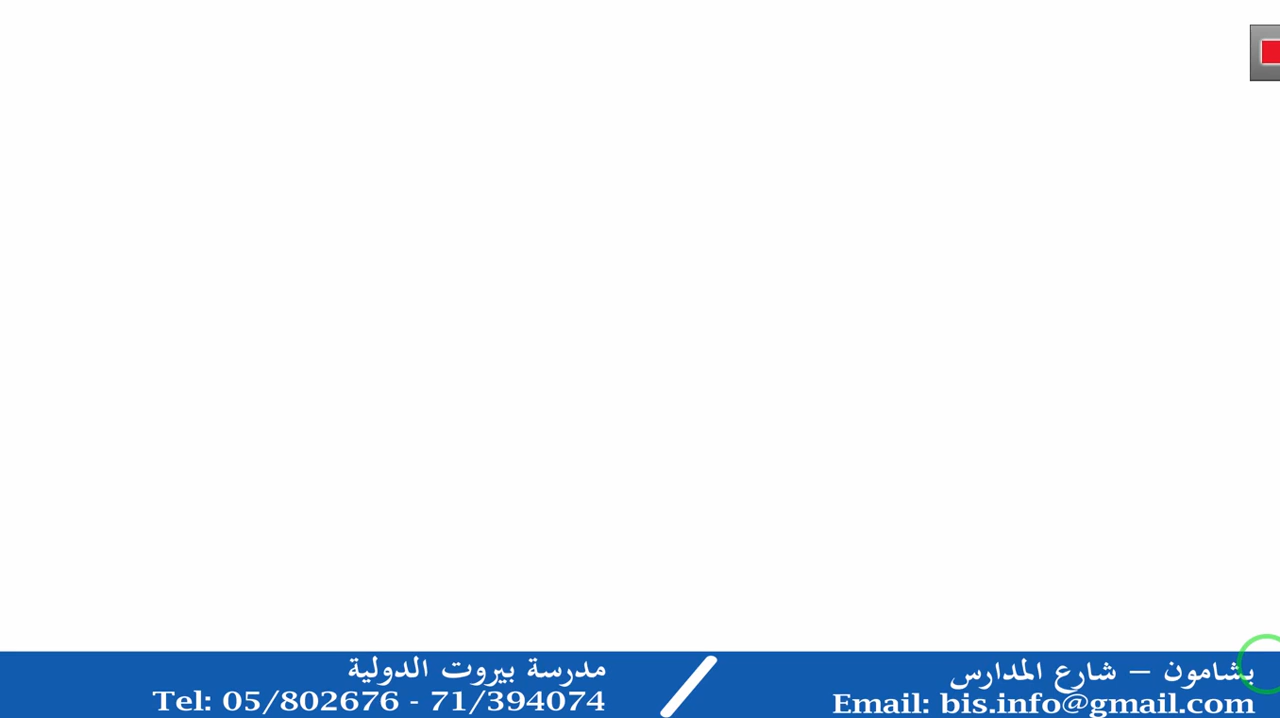 مدرسة بيروت الدولية
Tel: 05/802676 - 71/394074
بشامون – شارع المدارس
Email: bis.info@gmail.com